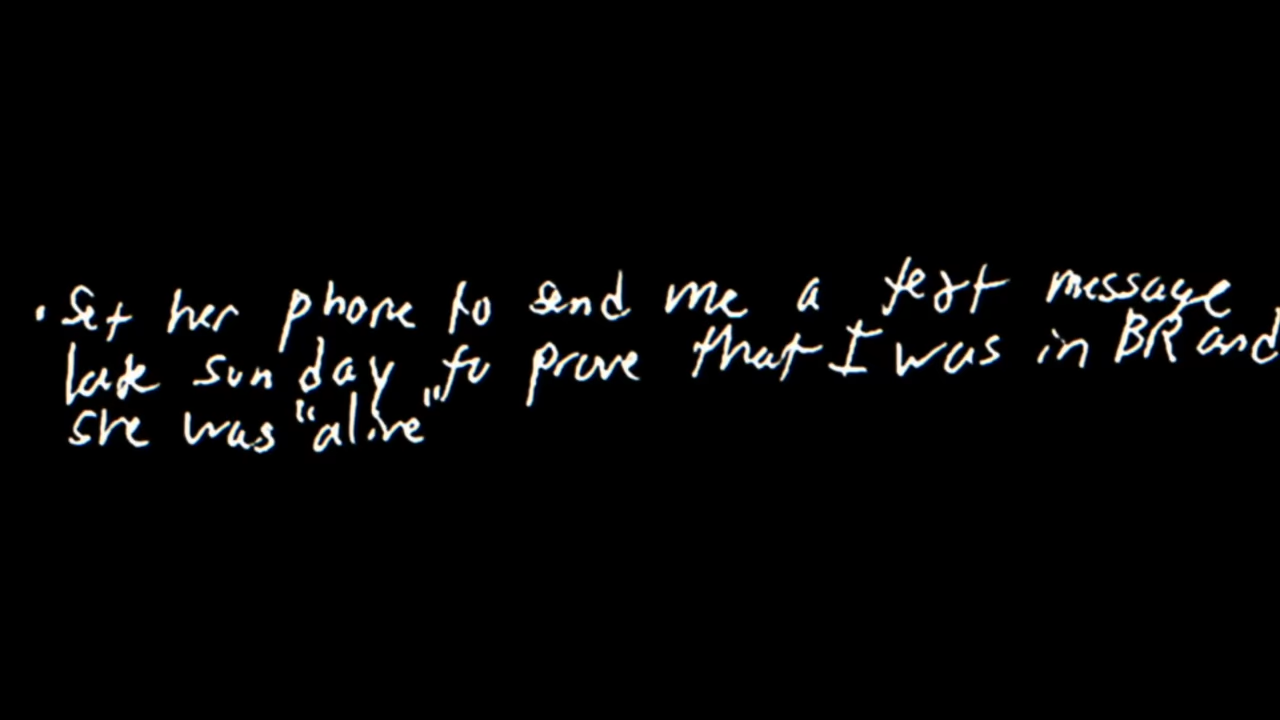 • Set her phone to send me a text message
late sunday to prove that I was in BR and
she was "alive"